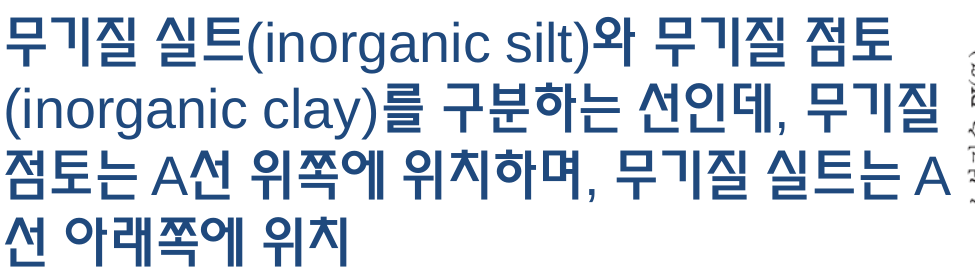 무기질 실트(inorganic silt)와 무기질 점토
(inorganic clay)를 구분하는 선인데, 무기질
점토는 A선 위쪽에 위치하며, 무기질 실트는 A
선 아래쪽에 위치